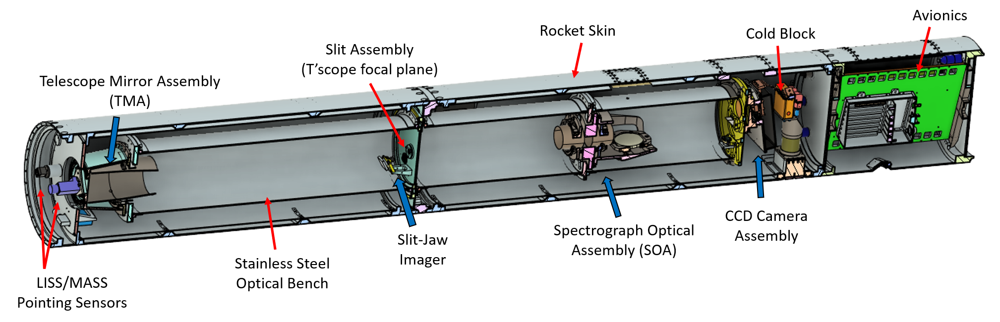 Avionics
Rocket Skin
Cold Block
Slit Assembly
(T’scope focal plane)
Telescope Mirror Assembly
(TMA)
CCD Camera
Assembly
Spectrograph Optical
Assembly (SOA)
Slit-Jaw
Imager
Stainless Steel
Optical Bench
LISS/MASS
Pointing Sensors